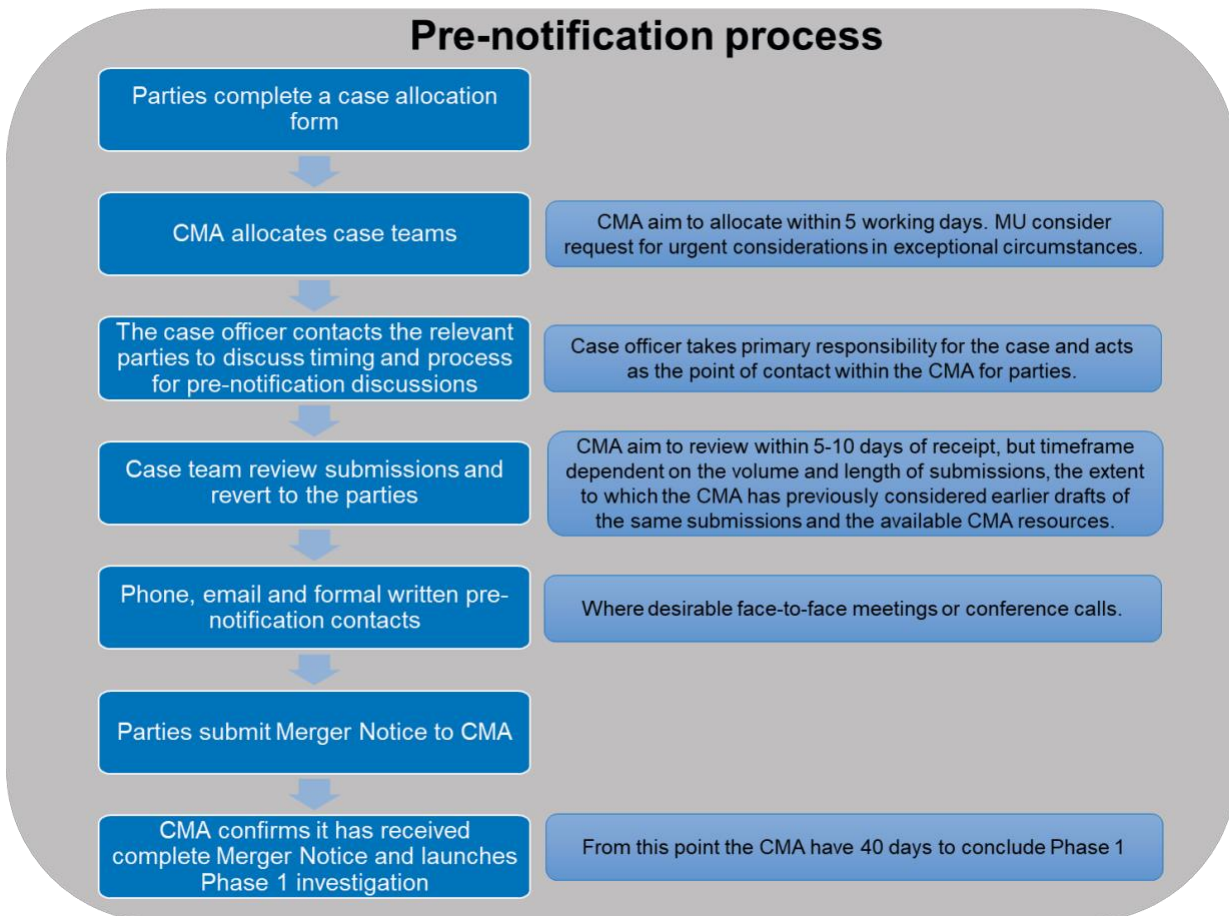 Pre-notification process
Parties complete a case allocation
form
CMA allocates case teams
CMA aim to allocate within 5 working days. MU consider
request for urgent considerations in exceptional circumstances.
The case officer contacts the relevant
parties to discuss timing and process
for pre-notification discussions
Case officer takes primary responsibility for the case and acts
as the point of contact within the CMA for parties.
Case team review submissions and
revert to the parties
CMA aim to review within 5-10 days of receipt, but timeframe
dependent on the volume and length of submissions, the extent
to which the CMA has previously considered earlier drafts of
the same submissions and the available CMA resources.
Phone, email and formal written pre-
notification contacts
Where desirable face-to-face meetings or conference calls.
Parties submit Merger Notice to CMA
CMA confirms it has received
complete Merger Notice and launches
Phase 1 investigation
From this point the CMA have 40 days to conclude Phase 1